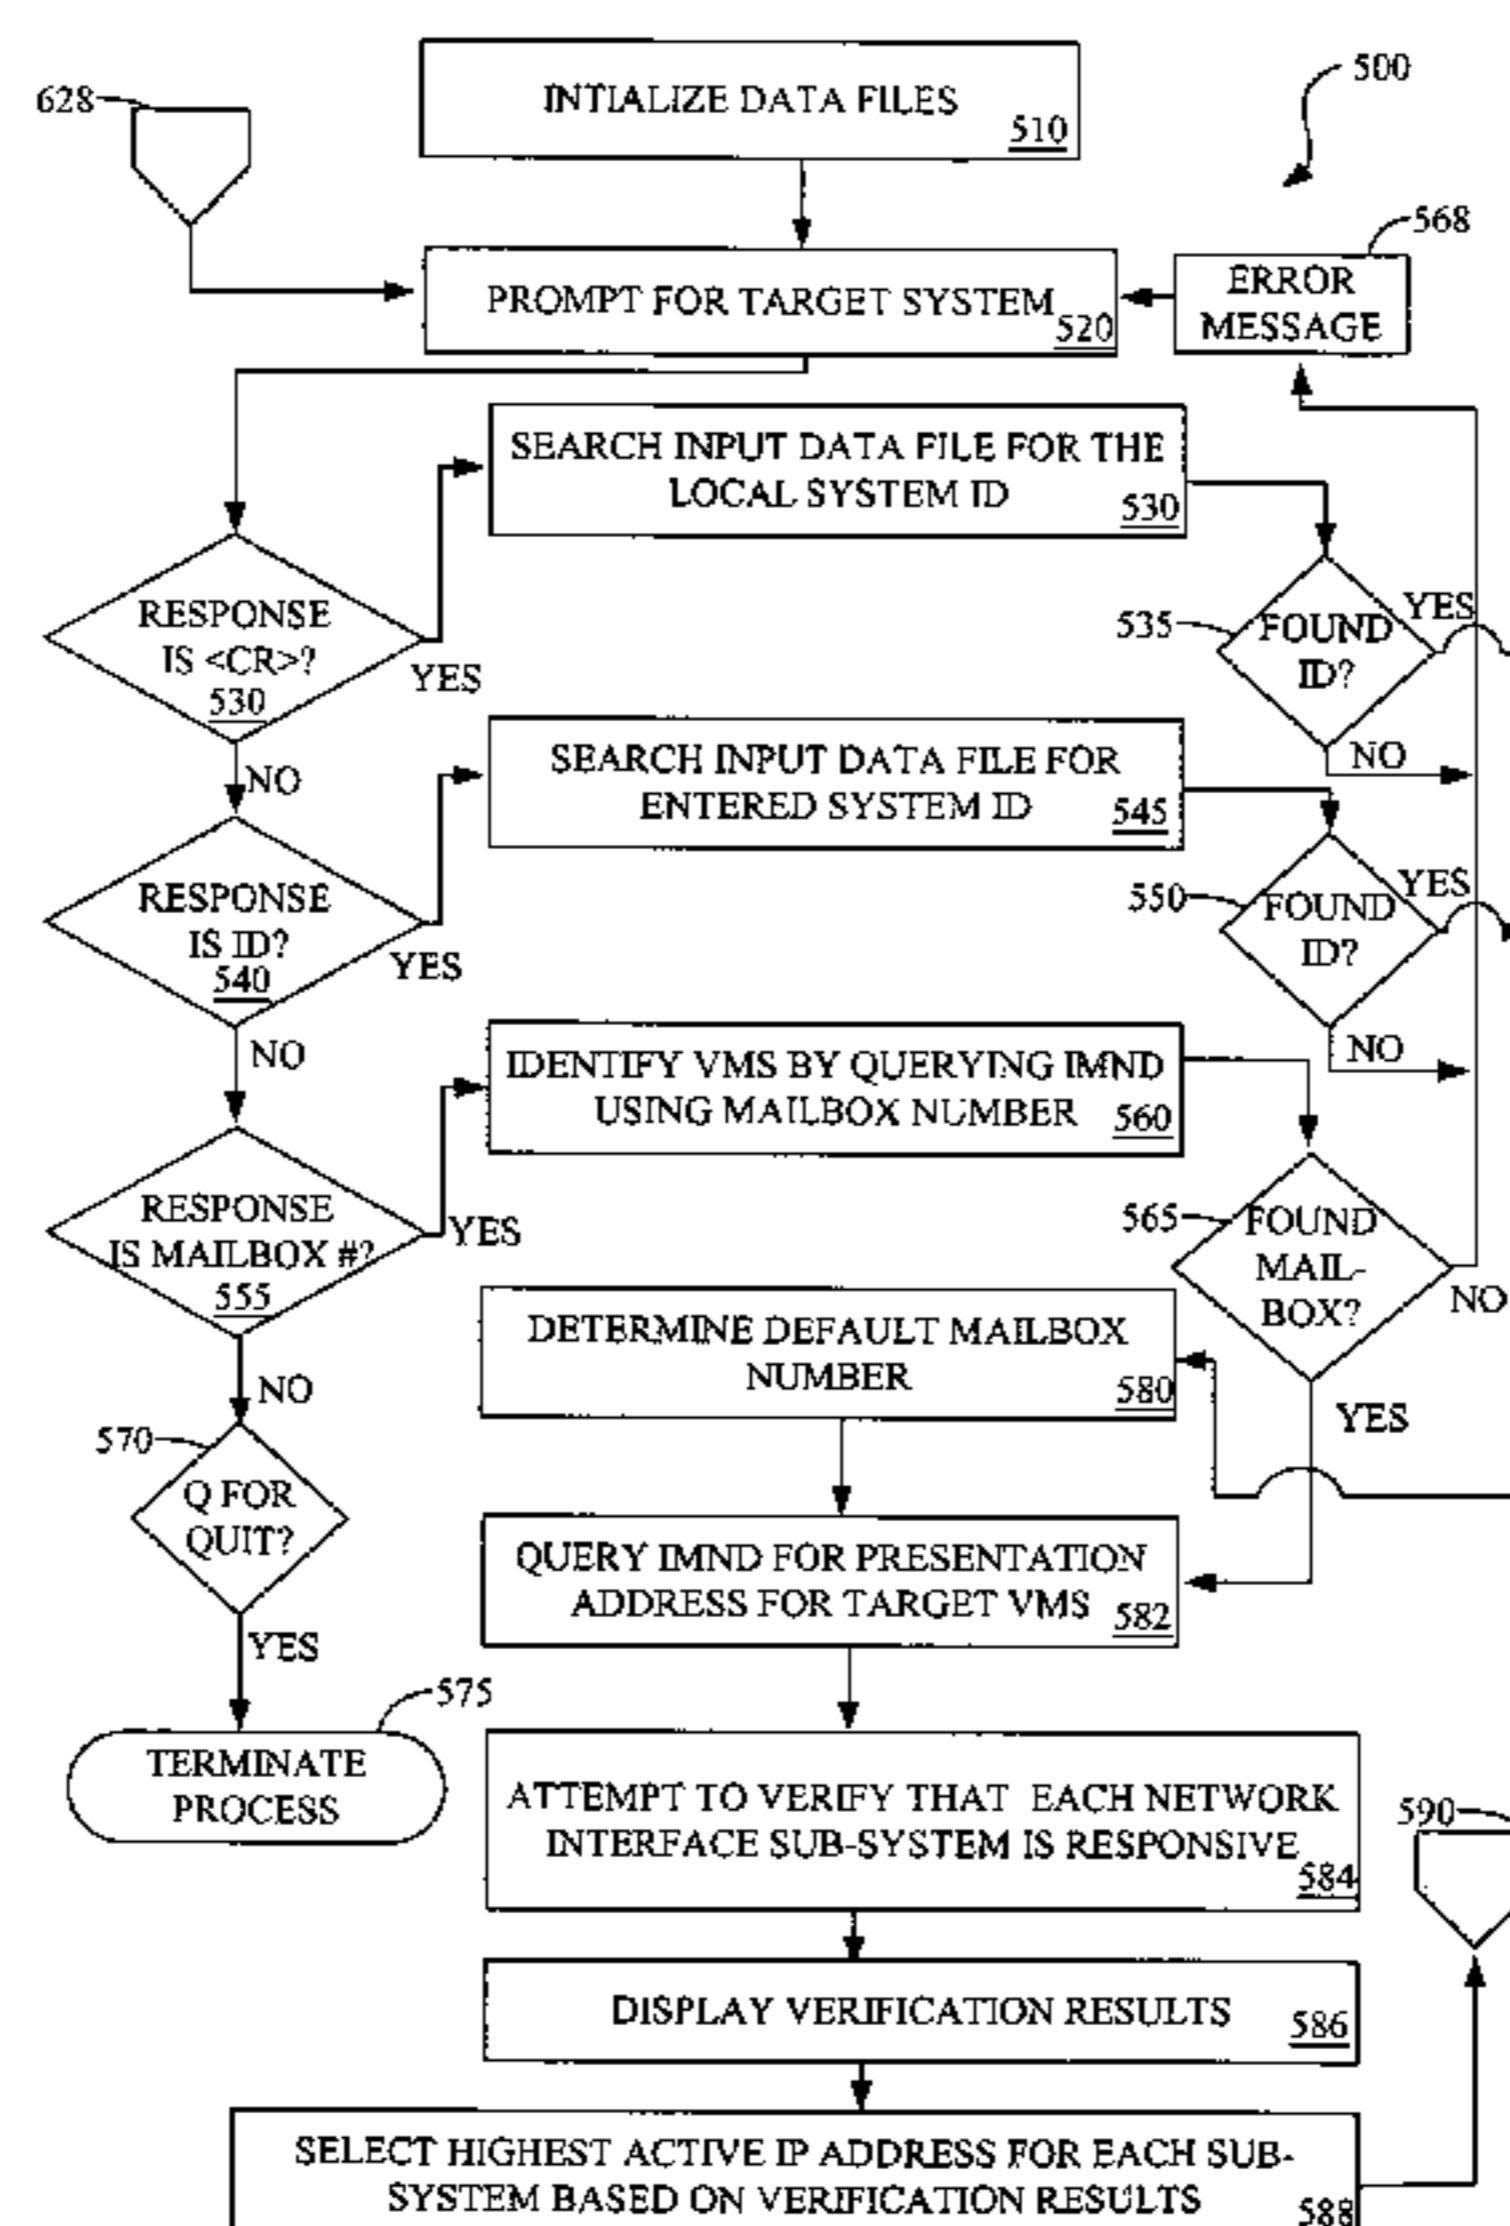 500
628
INTIALIZE DATA FILES
510
568
PROMPT FOR TARGET SYSTEM
520
ERROR
MESSAGE
SEARCH INPUT DATA FILE FOR THE
LOCAL SYSTEM ID
530
RESPONSE
IS <CR>?
530
YES
535
FOUND
ID?
YES
NO
NO
SEARCH INPUT DATA FILE FOR
ENTERED SYSTEM ID
545
RESPONSE
IS ID?
540
YES
550
FOUND
ID?
YES
NO
NO
IDENTIFY VMS BY QUERYING IMND
USING MAILBOX NUMBER
560
RESPONSE
IS MAILBOX #?
555
YES
565
FOUND
MAIL-
BOX?
NO
YES
DETERMINE DEFAULT MAILBOX
NUMBER
580
NO
570
Q FOR
QUIT?
YES
QUERY IMND FOR PRESENTATION
ADDRESS FOR TARGET VMS
582
575
TERMINATE
PROCESS
ATTEMPT TO VERIFY THAT EACH NETWORK
INTERFACE SUB-SYSTEM IS RESPONSIVE
584
590
DISPLAY VERIFICATION RESULTS
586
SELECT HIGHEST ACTIVE IP ADDRESS FOR EACH SUB-
SYSTEM BASED ON VERIFICATION RESULTS
588